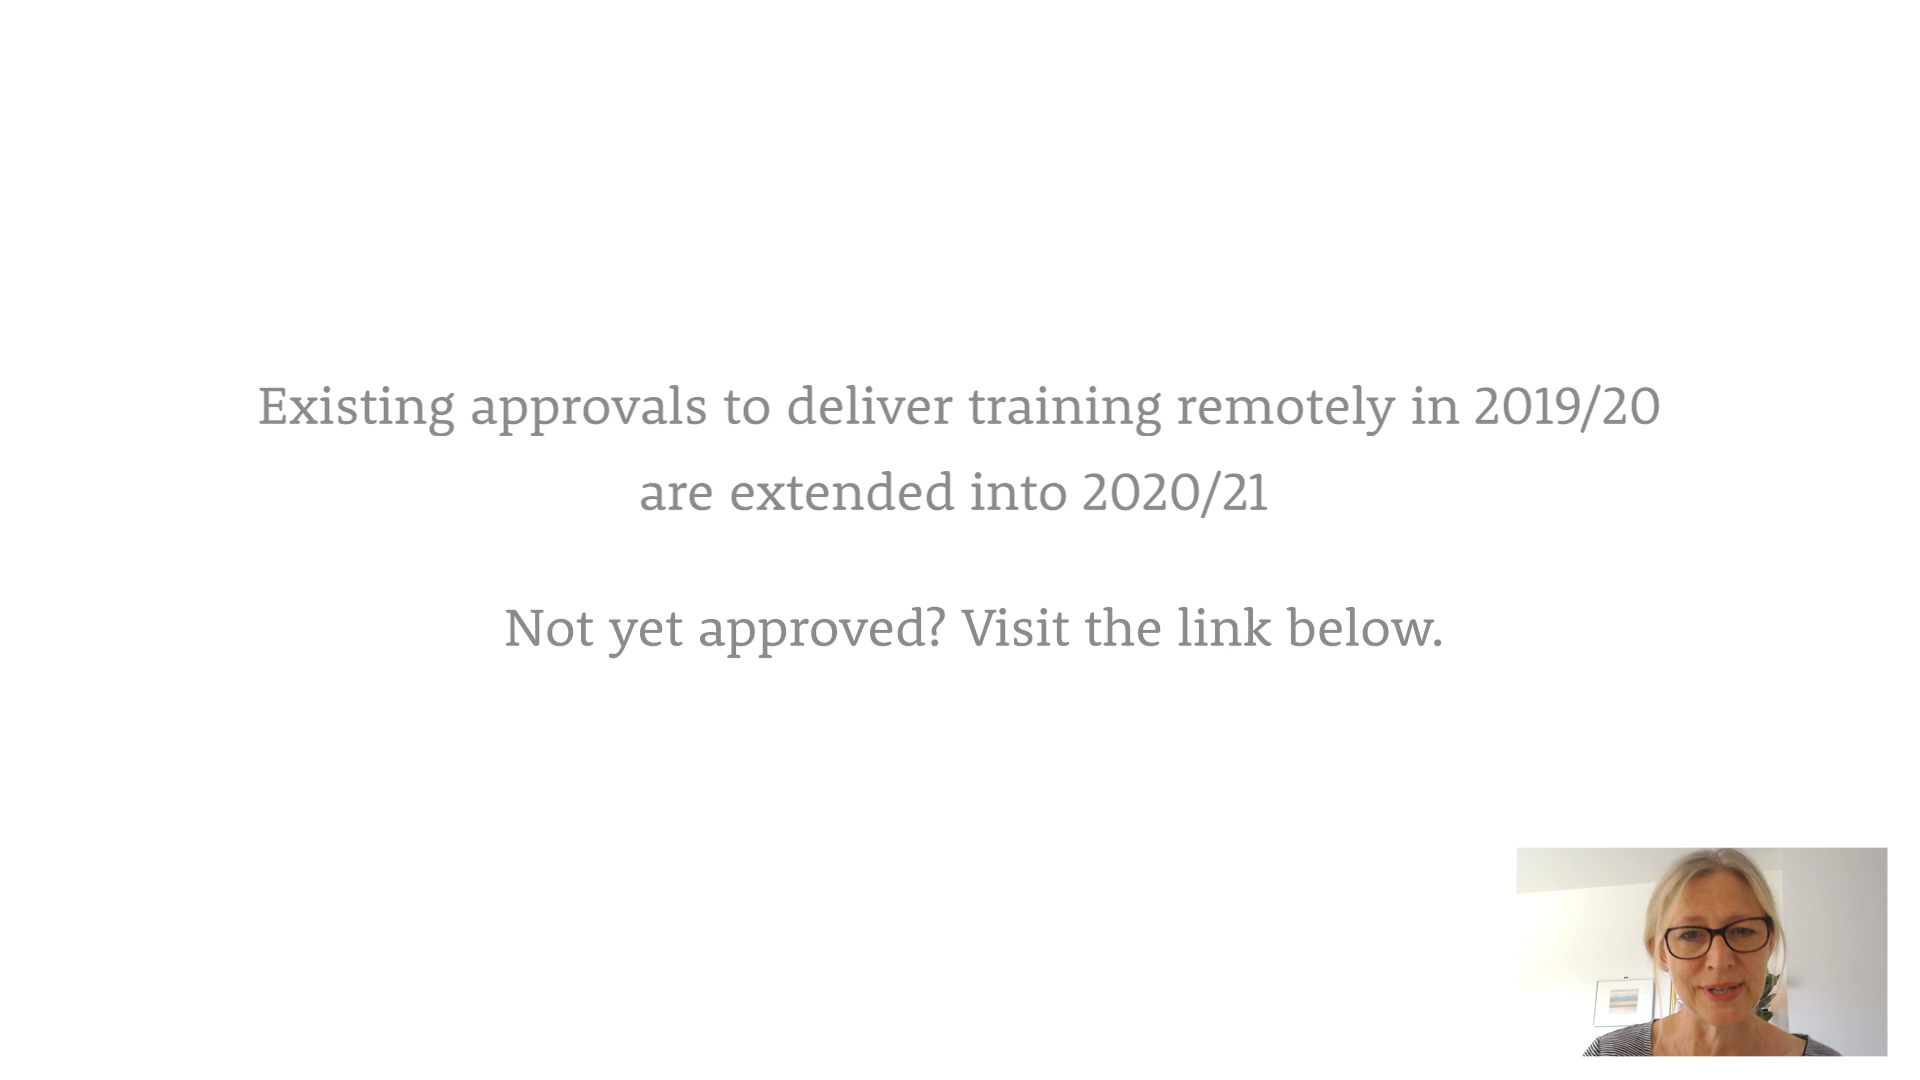 Existing approvals to deliver training remotely in 2019/20
are extended into 2020/21
Not yet approved? Visit the link below.